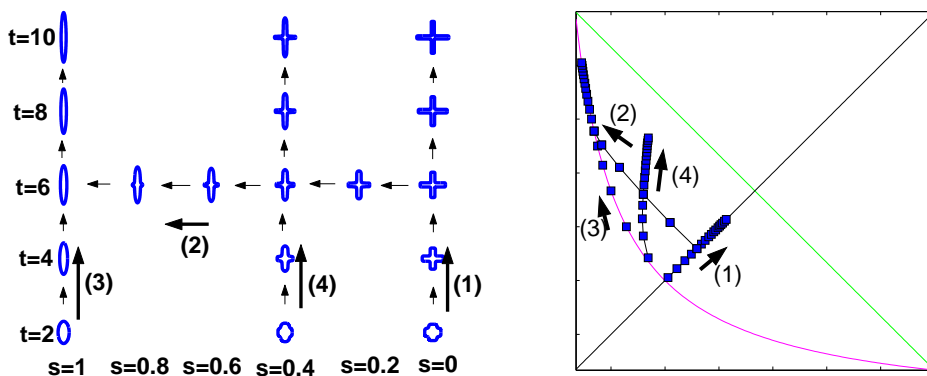 t=10
t=8
(2)
(4)
t=6
(2)
(3)
t=4
(3)
(4)
(1)
(1)
t=2
s=1 s=0.8 s=0.6 s=0.4 s=0.2 s=0